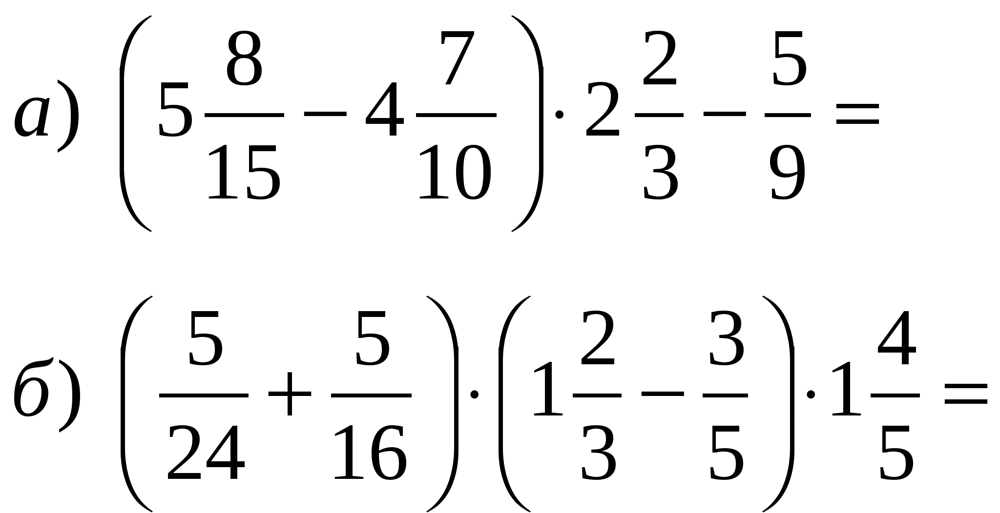 а) (5 8/15 − 4 7/10) · 2 2/3 − 5/9 =
б) (5/24 + 5/16) · (1 2/3 − 3/5) · 1 4/5 =